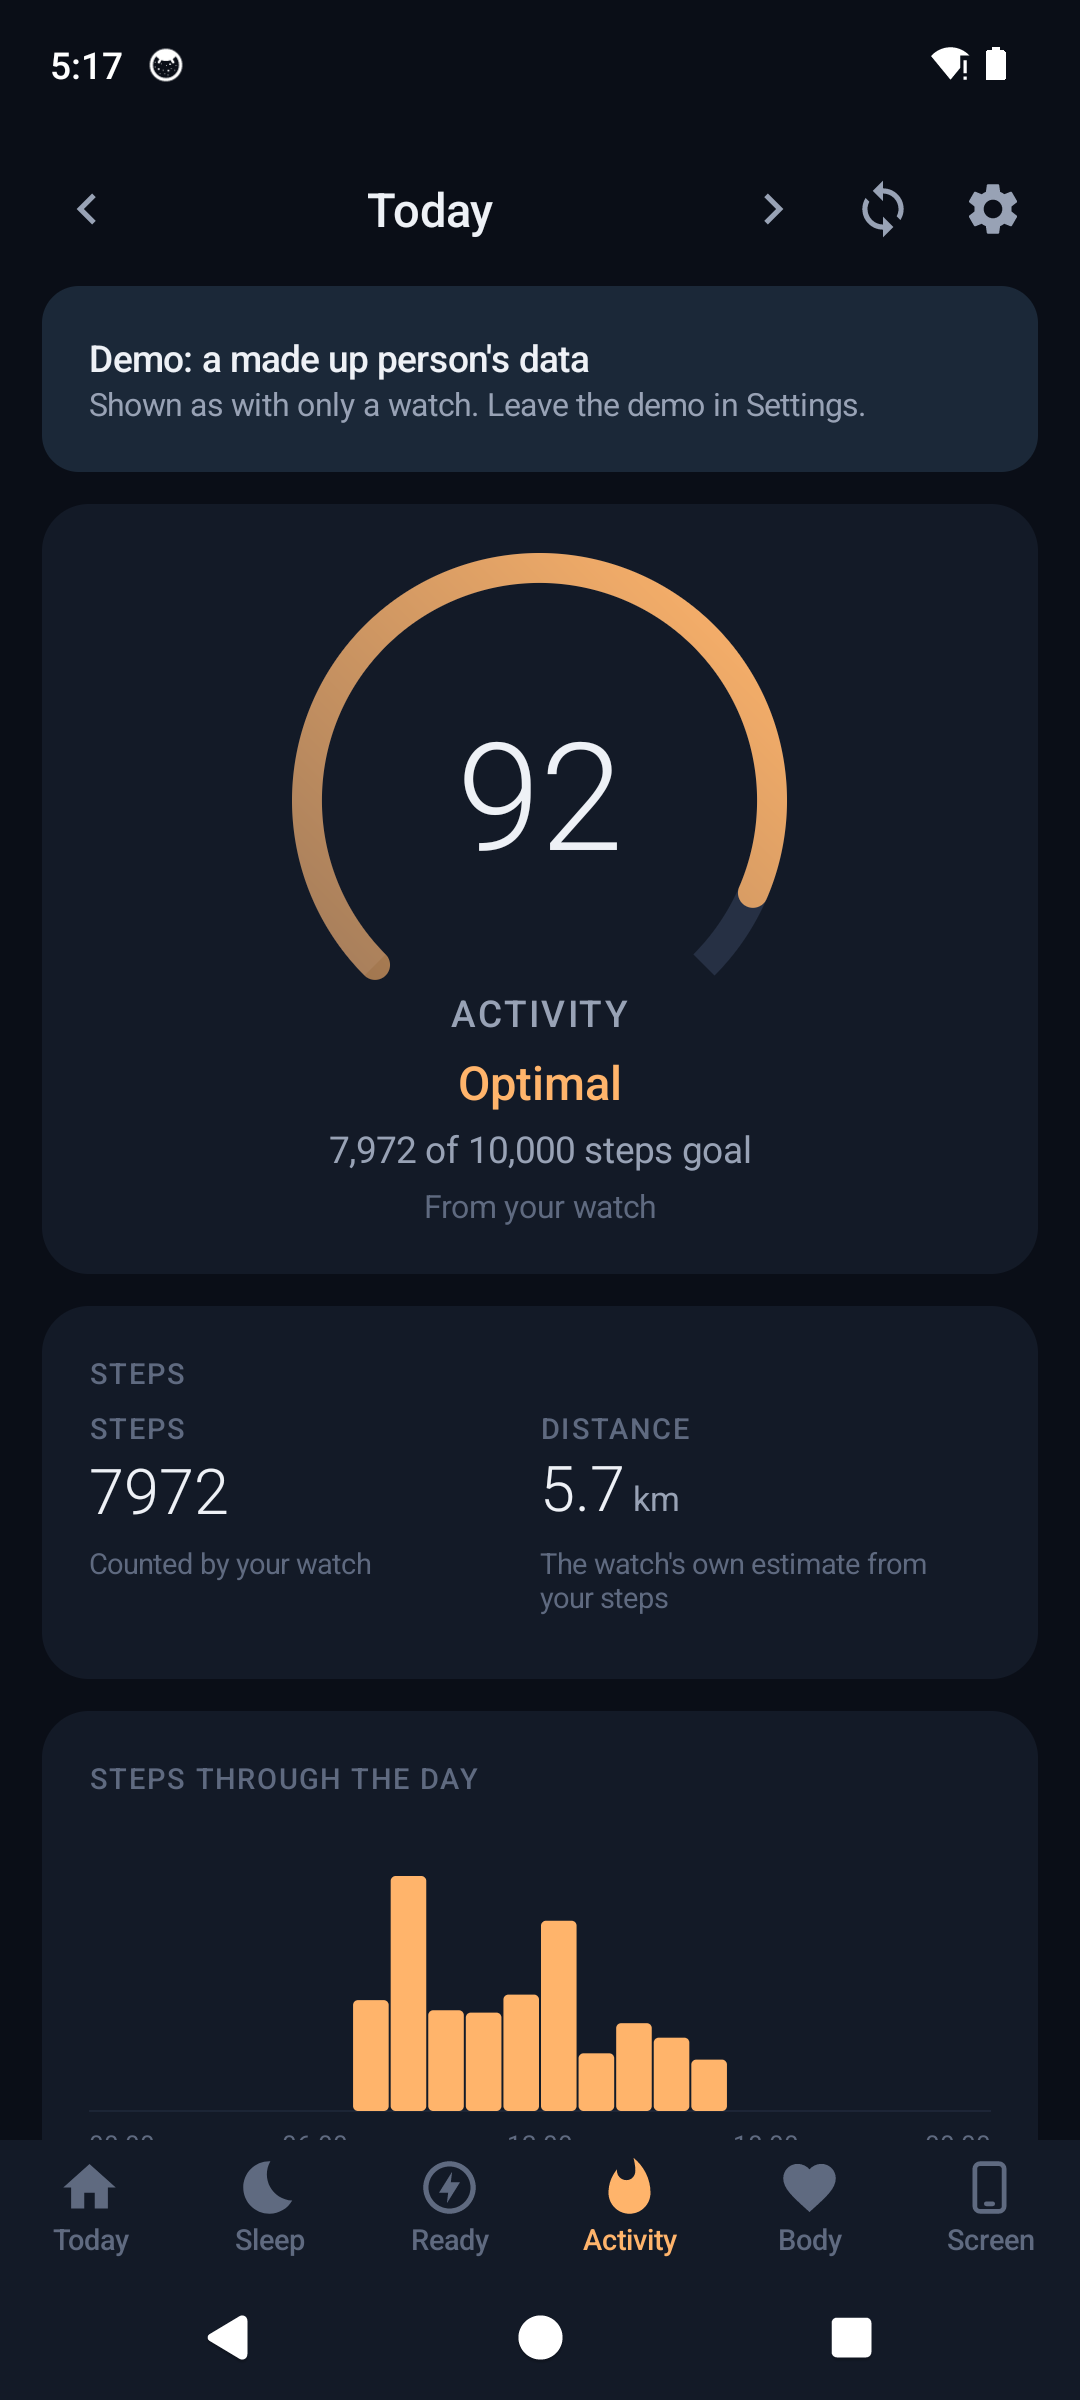 5:17
Today
Demo: a made up person's data
Shown as with only a watch. Leave the demo in Settings.
92
ACTIVITY
Optimal
7,972 of 10,000 steps goal
From your watch
STEPS
STEPS
DISTANCE
7972
5.7 km
Counted by your watch
The watch's own estimate from
your steps
STEPS THROUGH THE DAY
Today
Sleep
Ready
Activity
Body
Screen